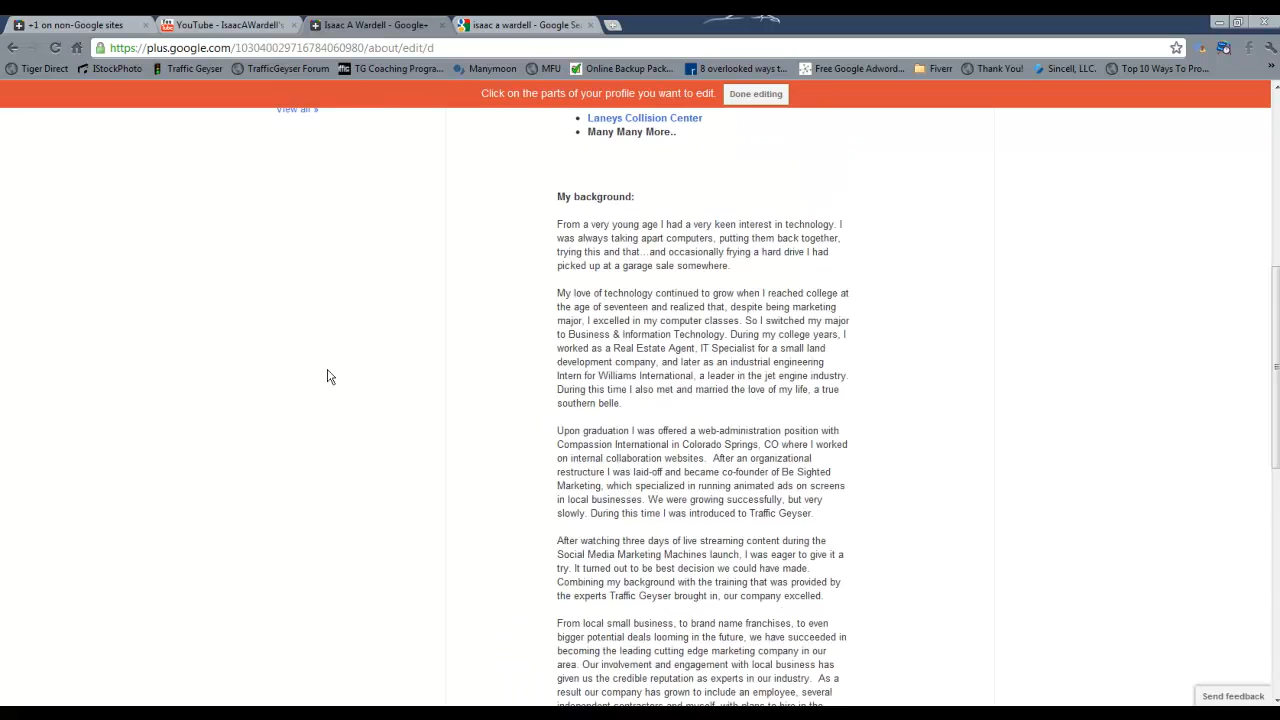 +1 on non-Google sites
YouTube - IsaacAWardell's
Isaac A Wardell - Google+
isaac a wardell - Google Sea
https://plus.google.com/103040029716784060980/about/edit/d
Tiger Direct
IStockPhoto
Traffic Geyser
TrafficGeyser Forum
TG Coaching Progra...
Manymoon
MFU
Online Backup Pack...
8 overlooked ways t...
Free Google Adword...
Fiverr
Thank You!
Sincell, LLC.
Top 10 Ways To Pro...
Click on the parts of your profile you want to edit.
Done editing
View all »
Laneys Collision Center
Many Many More..
My background:
From a very young age I had a very keen interest in technology. I
was always taking apart computers, putting them back together,
trying this and that...and occasionally frying a hard drive I had
picked up at a garage sale somewhere.
My love of technology continued to grow when I reached college at
the age of seventeen and realized that, despite being marketing
major, I excelled in my computer classes. So I switched my major
to Business & Information Technology. During my college years, I
worked as a Real Estate Agent, IT Specialist for a small land
development company, and later as an industrial engineering
Intern for Williams International, a leader in the jet engine industry.
During this time I also met and married the love of my life, a true
southern belle.
Upon graduation I was offered a web-administration position with
Compassion International in Colorado Springs, CO where I worked
on internal collaboration websites. After an organizational
restructure I was laid-off and became co-founder of Be Sighted
Marketing, which specialized in running animated ads on screens
in local businesses. We were growing successfully, but very
slowly. During this time I was introduced to Traffic Geyser.
After watching three days of live streaming content during the
Social Media Marketing Machines launch, I was eager to give it a
try. It turned out to be best decision we could have made.
Combining my background with the training that was provided by
the experts Traffic Geyser brought in, our company excelled.
From local small business, to brand name franchises, to even
bigger potential deals looming in the future, we have succeeded in
becoming the leading cutting edge marketing company in our
area. Our involvement and engagement with local business has
given us the credible reputation as experts in our industry. As a
result our company has grown to include an employee, several
independent contractors and myself, with plans to hire in the
Send feedback